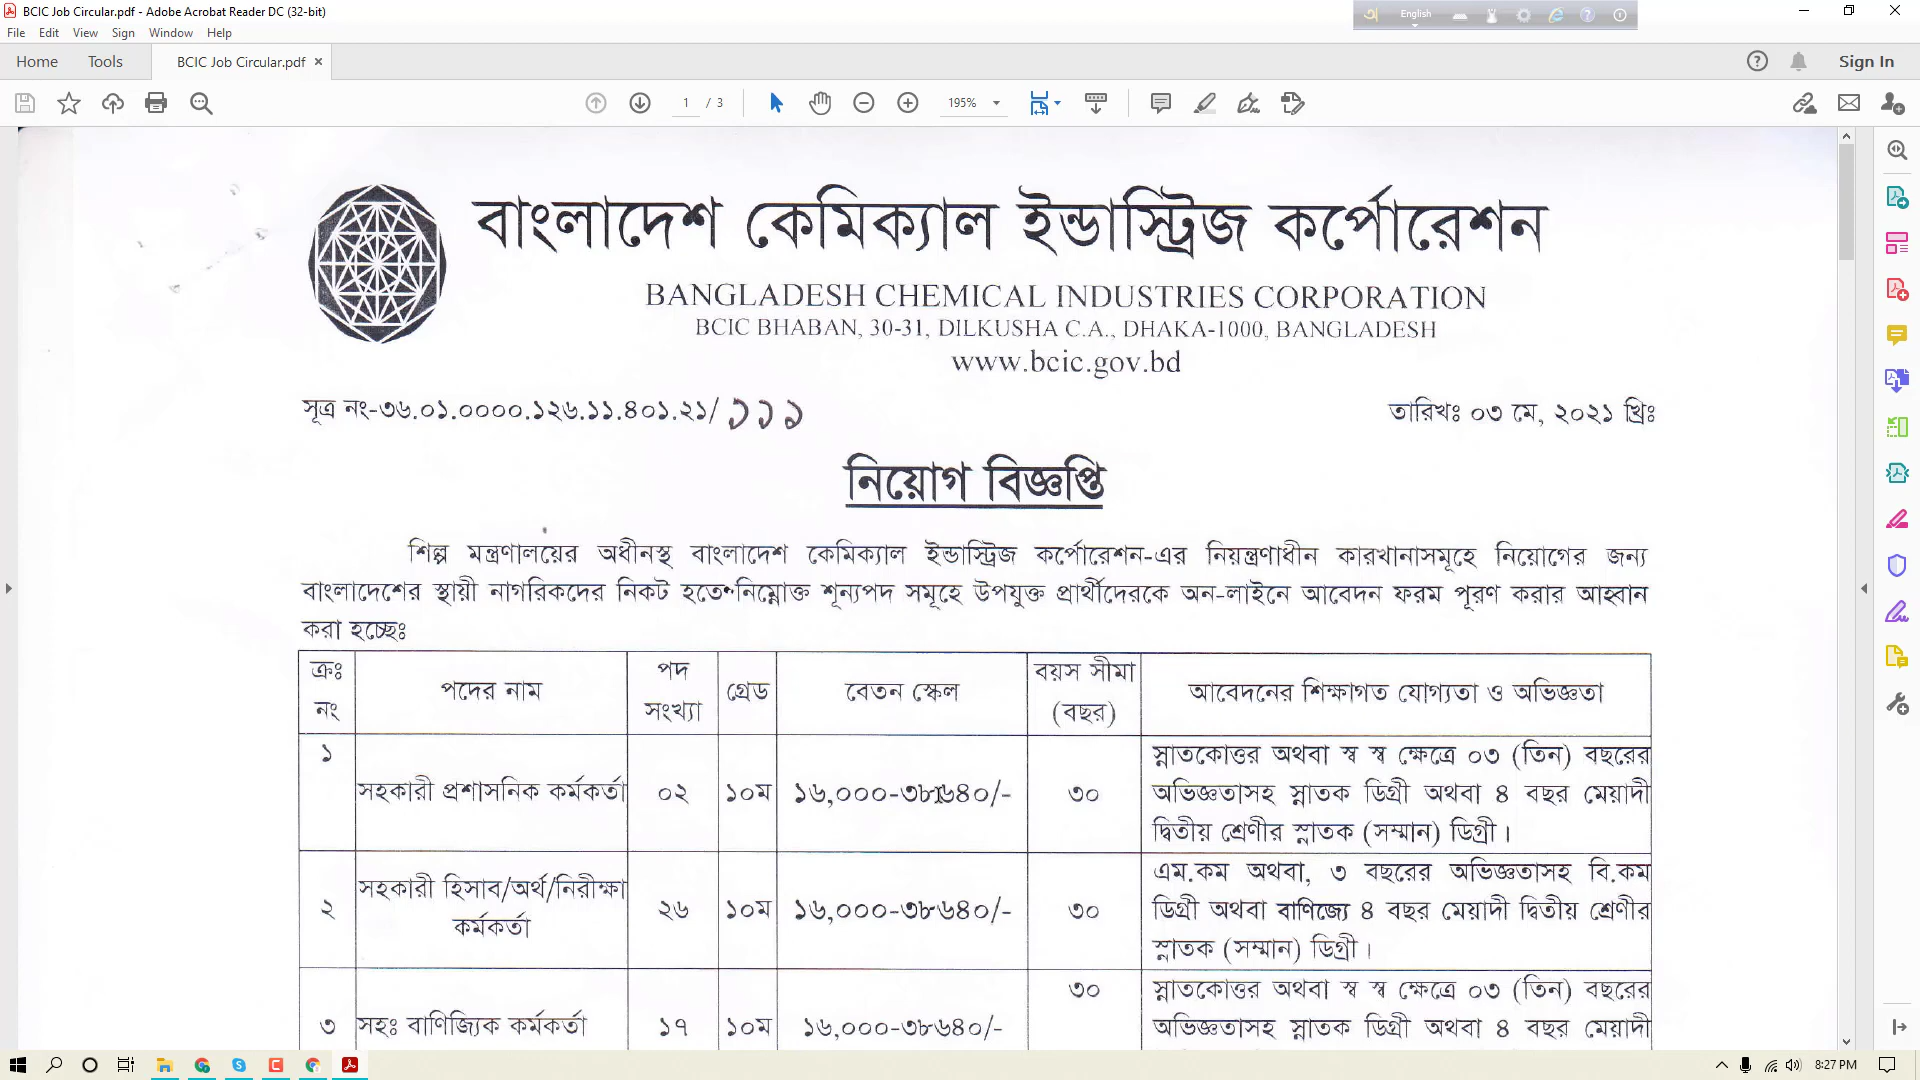 BCIC Job Circular.pdf - Adobe Acrobat Reader DC (32-bit)
English
File Edit View Sign Window Help
Home Tools BCIC Job Circular.pdf Sign In
1 / 3 195%
বাংলাদেশ কেমিক্যাল ইন্ডাস্ট্রিজ কর্পোরেশন
BANGLADESH CHEMICAL INDUSTRIES CORPORATION
BCIC BHABAN, 30-31, DILKUSHA C.A., DHAKA-1000, BANGLADESH
www.bcic.gov.bd
সূত্র নং-৩৬.০১.০০০০.১২৬.১১.৪০১.২১/১১১ তারিখঃ ০৩ মে, ২০২১ খ্রিঃ
নিয়োগ বিজ্ঞপ্তি
শিল্প মন্ত্রণালয়ের অধীনস্থ বাংলাদেশ কেমিক্যাল ইন্ডাস্ট্রিজ কর্পোরেশন-এর নিয়ন্ত্রণাধীন কারখানাসমূহে নিয়োগের জন্য
বাংলাদেশের স্থায়ী নাগরিকদের নিকট হতে নিম্নোক্ত শূন্যপদ সমূহে উপযুক্ত প্রার্থীদেরকে অন-লাইনে আবেদন ফরম পূরণ করার আহ্বান
করা হচ্ছেঃ
ক্রঃ নং পদের নাম পদ সংখ্যা গ্রেড বেতন স্কেল বয়স সীমা (বছর) আবেদনের শিক্ষাগত যোগ্যতা ও অভিজ্ঞতা
১ সহকারী প্রশাসনিক কর্মকর্তা ০২ ১০ম ১৬,০০০-৩৮৬৪০/- ৩০ স্নাতকোত্তর অথবা স্ব স্ব ক্ষেত্রে ০৩ (তিন) বছরের
অভিজ্ঞতাসহ স্নাতক ডিগ্রী অথবা ৪ বছর মেয়াদী
দ্বিতীয় শ্রেণীর স্নাতক (সম্মান) ডিগ্রী।
২ সহকারী হিসাব/অর্থ/নিরীক্ষা কর্মকর্তা ২৬ ১০ম ১৬,০০০-৩৮৬৪০/- ৩০ এম.কম অথবা, ৩ বছরের অভিজ্ঞতাসহ বি.কম
ডিগ্রী অথবা বাণিজ্যে ৪ বছর মেয়াদী দ্বিতীয় শ্রেণীর
স্নাতক (সম্মান) ডিগ্রী।
৩ সহঃ বাণিজ্যিক কর্মকর্তা ১৭ ১০ম ১৬,০০০-৩৮৬৪০/- ৩০ স্নাতকোত্তর অথবা স্ব স্ব ক্ষেত্রে ০৩ (তিন) বছরের
অভিজ্ঞতাসহ স্নাতক ডিগ্রী অথবা ৪ বছর মেয়াদী
8:27 PM